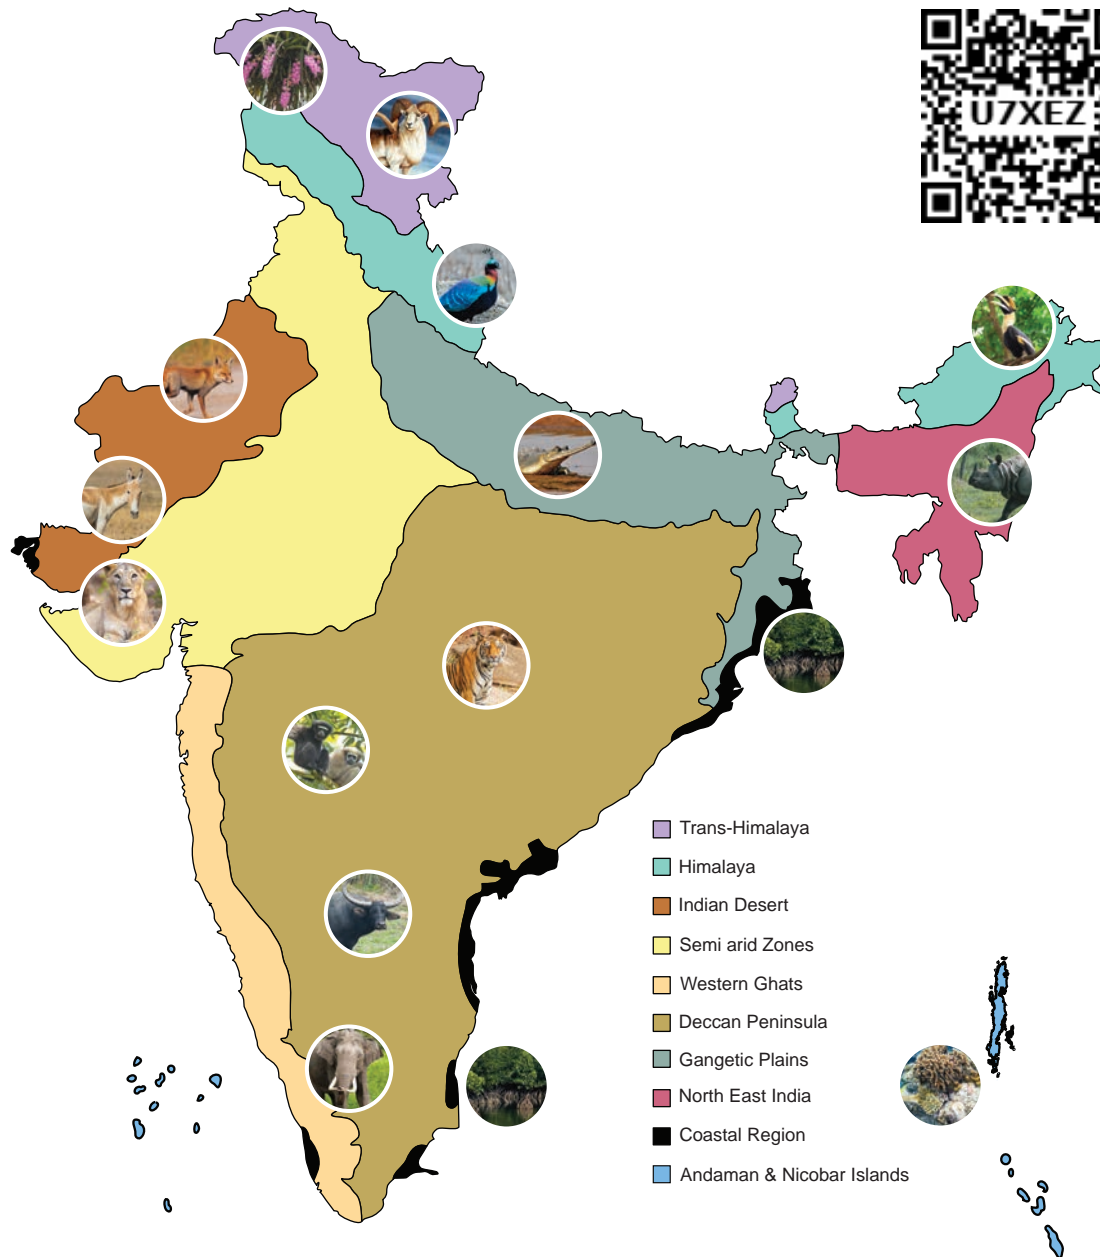 U7XEZ
Trans-Himalaya
Himalaya
Indian Desert
Semi arid Zones
Western Ghats
Deccan Peninsula
Gangetic Plains
North East India
Coastal Region
Andaman & Nicobar Islands